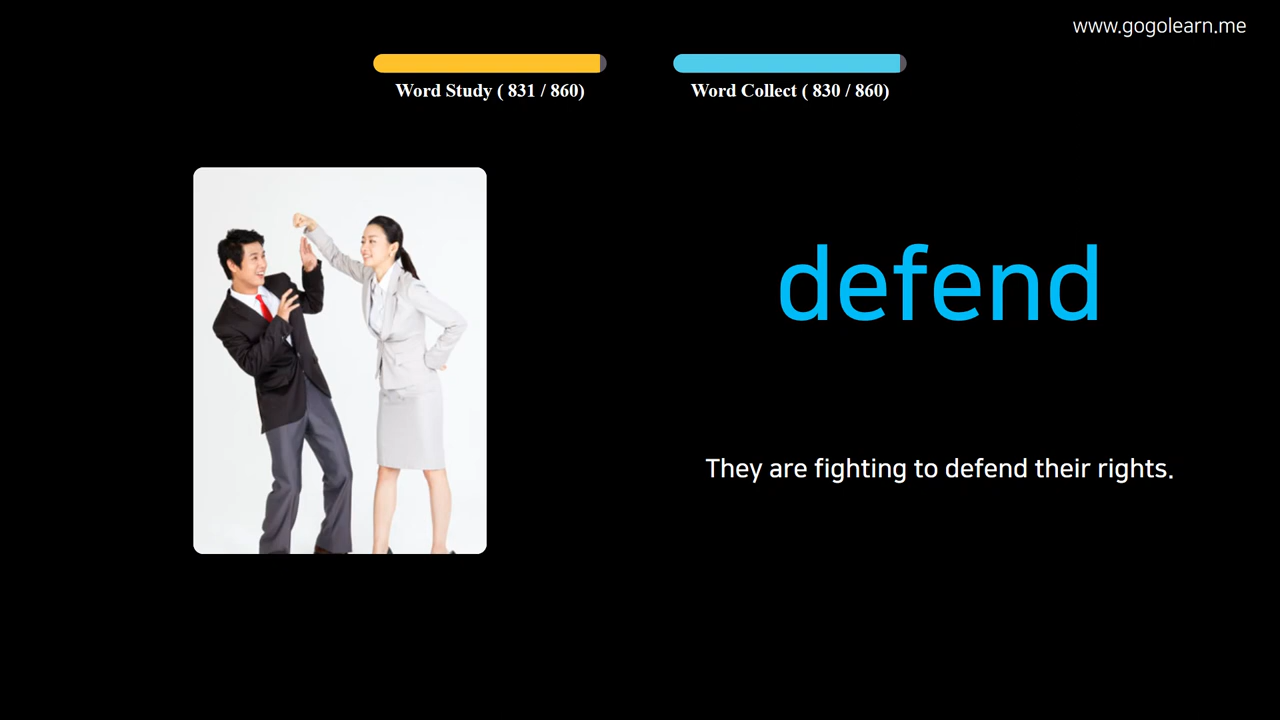 www.gogolearn.me
Word Study ( 831 / 860)
Word Collect ( 830 / 860)
defend
They are fighting to defend their rights.